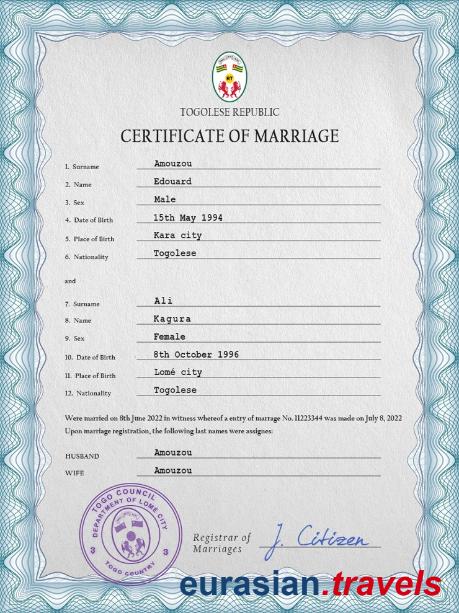 TOGOLESE REPUBLIC
CERTIFICATE OF MARRIAGE
1. Surname Amouzou
2. Name Edouard
3. Sex Male
4. Date of Birth 15th May 1994
5. Place of Birth Kara city
6. Nationality Togolese
and
7. Surname Ali
8. Name Kagura
9. Sex Female
10. Date of Birth 8th October 1996
11. Place of Birth Lomé city
12. Nationality Togolese
Were married on 8th June 2022 in witness whereof a entry of marrage No. 11223344 was made on July 8, 2022
Upon marriage registration, the following last names were assignes:
HUSBAND Amouzou
WIFE Amouzou
TOGO COUNCIL
DEPARTMENT OF LOME CITY
3 3
TOGO COUNTRY
Registrar of
Marriages
J. Citizen
eurasian.travels